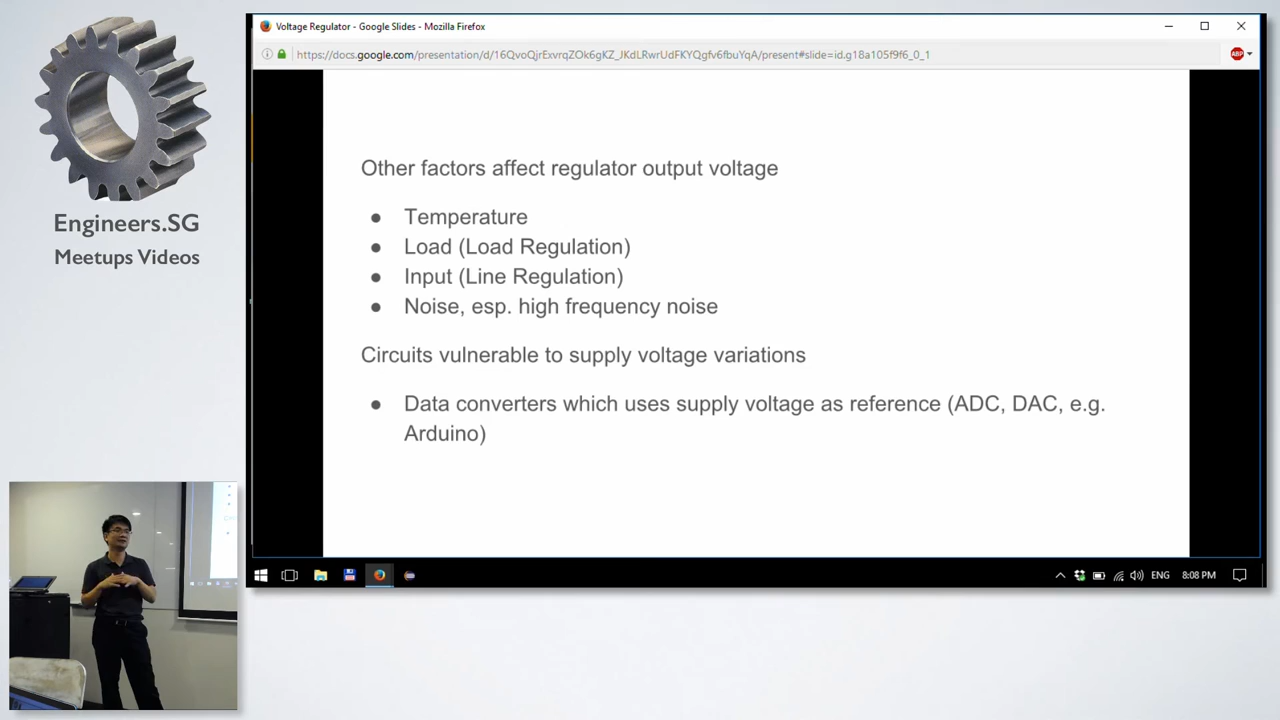 Voltage Regulator - Google Slides - Mozilla Firefox
https://docs.google.com/presentation/d/16QvoQjrExvrqZOk6gKZ_JKdLRwrUdFKYQgfv6fbuYqA/present#slide=id.g18a105f9f6_0_1
ABP
Engineers.SG
Meetups Videos
Other factors affect regulator output voltage
● Temperature
● Load (Load Regulation)
● Input (Line Regulation)
● Noise, esp. high frequency noise
Circuits vulnerable to supply voltage variations
● Data converters which uses supply voltage as reference (ADC, DAC, e.g.
Arduino)
ENG
8:08 PM